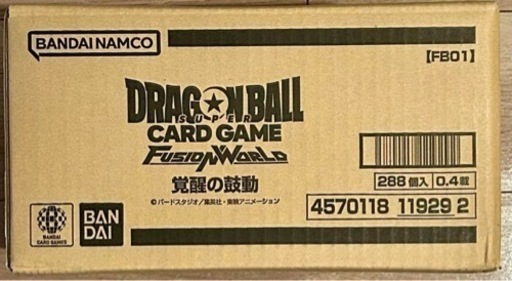 BANDAI NAMCO
【FB01】
DRAGON BALL
SUPER
CARD GAME
FUSION WORLD
覚醒の鼓動
©バードスタジオ/集英社・東映アニメーション
288個入 0.4載
4570118 11929 2
BANDAI
CARD GAMES
BAN
DAI